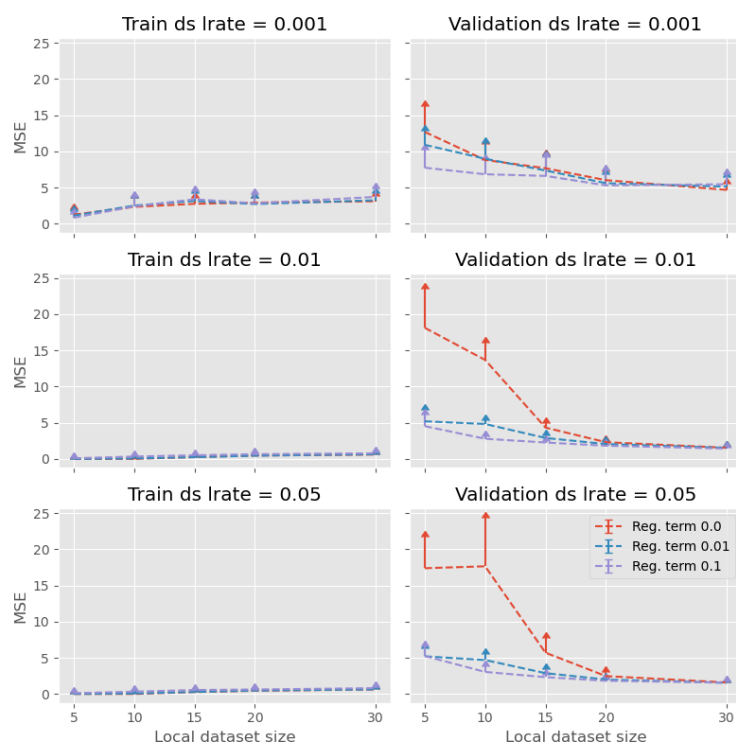 Train ds lrate = 0.001
Validation ds lrate = 0.001
MSE
25
20
15
10
5
0
Train ds lrate = 0.01
Validation ds lrate = 0.01
MSE
25
20
15
10
5
0
Train ds lrate = 0.05
Validation ds lrate = 0.05
MSE
25
20
15
10
5
0
Reg. term 0.0
Reg. term 0.01
Reg. term 0.1
5 10 15 20 30
5 10 15 20 30
Local dataset size
Local dataset size